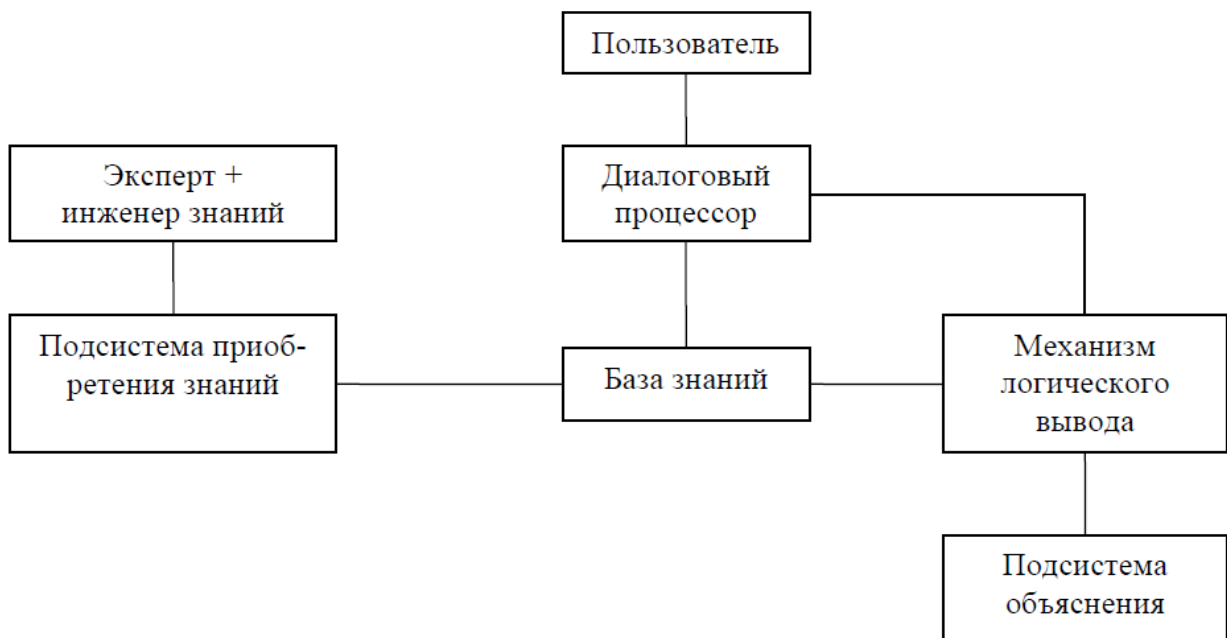 Пользователь
Эксперт +
инженер знаний
Диалоговый
процессор
Подсистема приоб-
ретения знаний
База знаний
Механизм
логического
вывода
Подсистема
объяснения